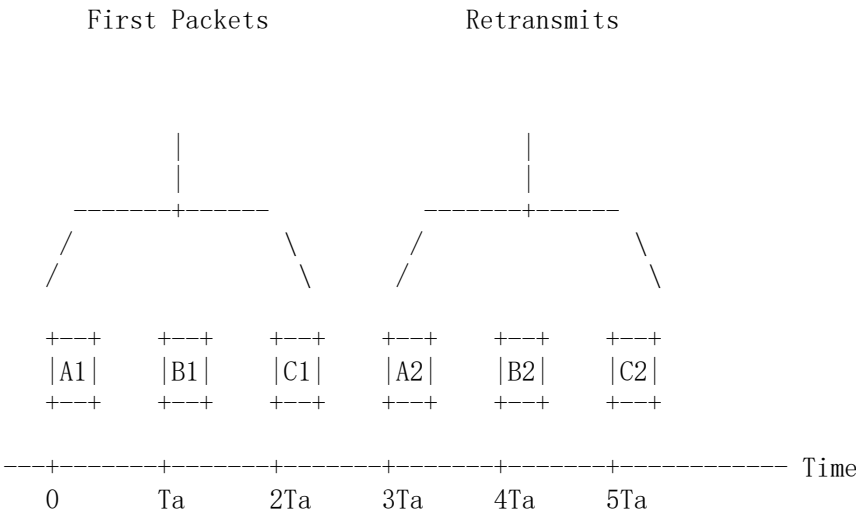 First Packets Retransmits
|A1| |B1| |C1| |A2| |B2| |C2|
Time
0 Ta 2Ta 3Ta 4Ta 5Ta